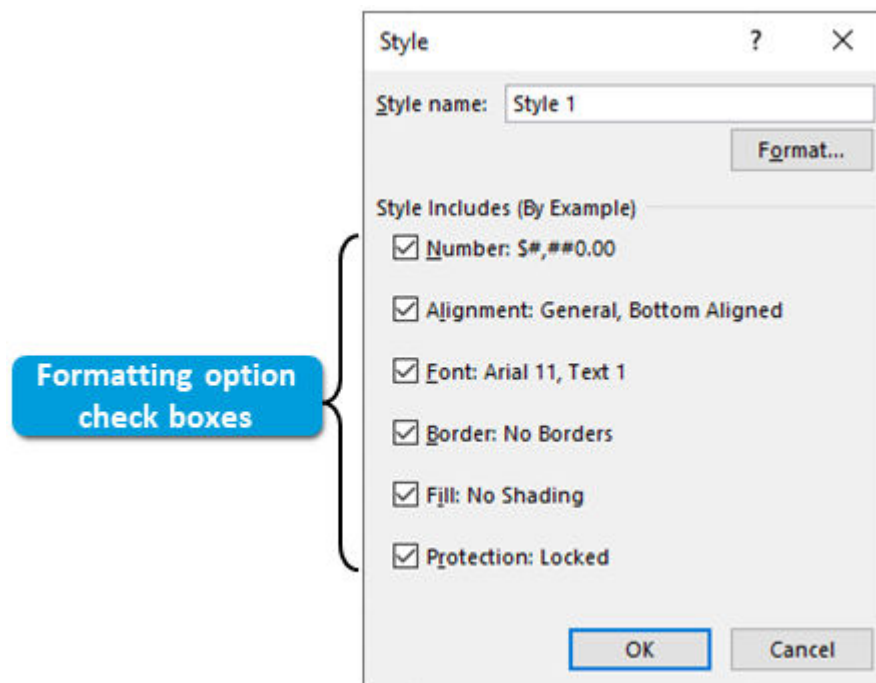 Style ? ×
Style name: Style 1
Format...
Style Includes (By Example)
Number: $#,##0.00
Alignment: General, Bottom Aligned
Font: Arial 11, Text 1
Border: No Borders
Fill: No Shading
Protection: Locked
OK Cancel
Formatting option
check boxes